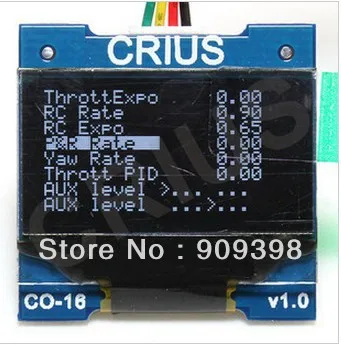 CRIUS
ThrottExpo 0.00
RC Rate 0.90
RC Expo 0.65
P&R Rate 0.00
Yaw Rate 0.00
Thrott PID 0.00
AUX level >... ...
AUX level ...>... ...
Store No : 909398
CO-16 v1.0
CRIUS